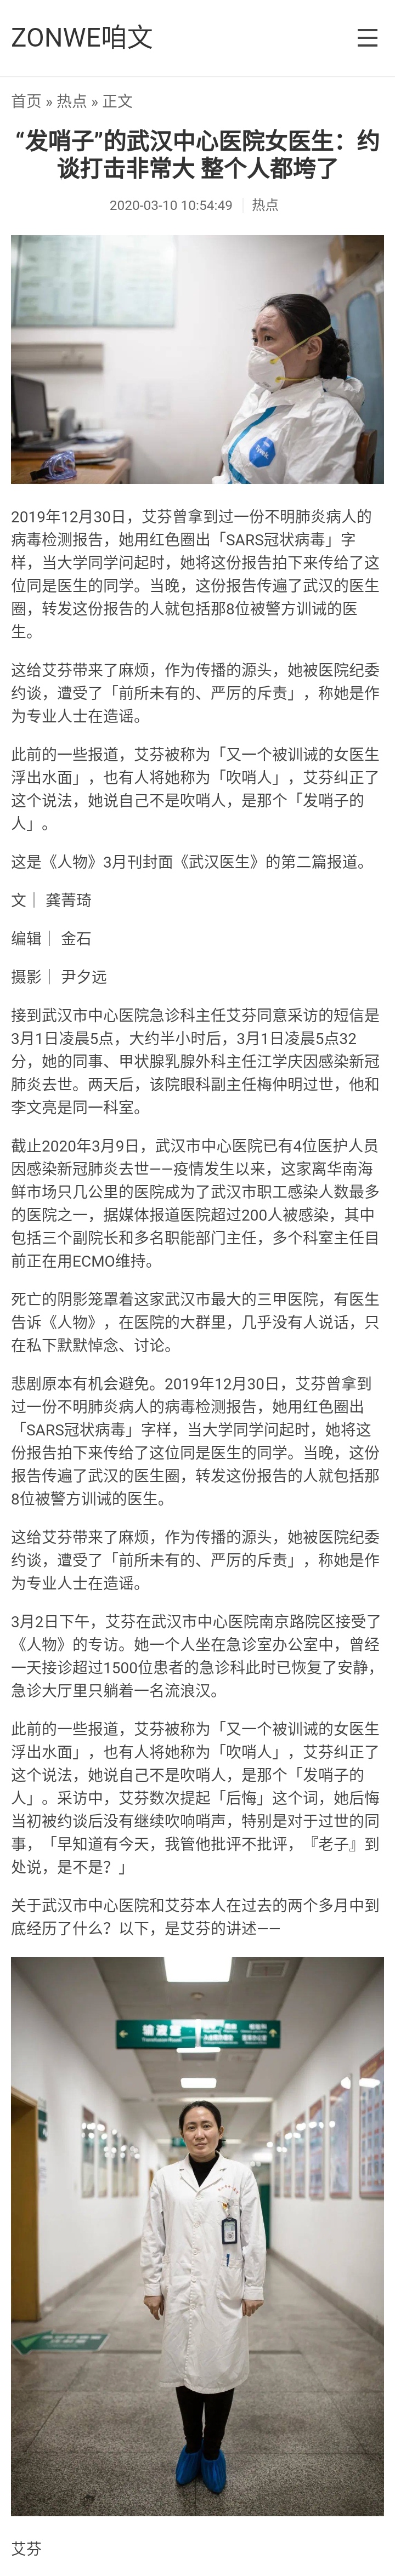 ZONWE咱文
首页 » 热点 » 正文
“发哨子”的武汉中心医院女医生：约
谈打击非常大 整个人都垮了
2020-03-10 10:54:49 热点
2019年12月30日，艾芬曾拿到过一份不明肺炎病人的
病毒检测报告，她用红色圈出「SARS冠状病毒」字
样，当大学同学问起时，她将这份报告拍下来传给了这
位同是医生的同学。当晚，这份报告传遍了武汉的医生
圈，转发这份报告的人就包括那8位被警方训诫的医
生。
这给艾芬带来了麻烦，作为传播的源头，她被医院纪委
约谈，遭受了「前所未有的、严厉的斥责」，称她是作
为专业人士在造谣。
此前的一些报道，艾芬被称为「又一个被训诫的女医生
浮出水面」，也有人将她称为「吹哨人」，艾芬纠正了
这个说法，她说自己不是吹哨人，是那个「发哨子的
人」。
这是《人物》3月刊封面《武汉医生》的第二篇报道。
文｜ 龚菁琦
编辑｜ 金石
摄影｜ 尹夕远
接到武汉市中心医院急诊科主任艾芬同意采访的短信是
3月1日凌晨5点，大约半小时后，3月1日凌晨5点32
分，她的同事、甲状腺乳腺外科主任江学庆因感染新冠
肺炎去世。两天后，该院眼科副主任梅仲明过世，他和
李文亮是同一科室。
截止2020年3月9日，武汉市中心医院已有4位医护人员
因感染新冠肺炎去世——疫情发生以来，这家离华南海
鲜市场只几公里的医院成为了武汉市职工感染人数最多
的医院之一，据媒体报道医院超过200人被感染，其中
包括三个副院长和多名职能部门主任，多个科室主任目
前正在用ECMO维持。
死亡的阴影笼罩着这家武汉市最大的三甲医院，有医生
告诉《人物》，在医院的大群里，几乎没有人说话，只
在私下默默悼念、讨论。
悲剧原本有机会避免。2019年12月30日，艾芬曾拿到
过一份不明肺炎病人的病毒检测报告，她用红色圈出
「SARS冠状病毒」字样，当大学同学问起时，她将这
份报告拍下来传给了这位同是医生的同学。当晚，这份
报告传遍了武汉的医生圈，转发这份报告的人就包括那
8位被警方训诫的医生。
这给艾芬带来了麻烦，作为传播的源头，她被医院纪委
约谈，遭受了「前所未有的、严厉的斥责」，称她是作
为专业人士在造谣。
3月2日下午，艾芬在武汉市中心医院南京路院区接受了
《人物》的专访。她一个人坐在急诊室办公室中，曾经
一天接诊超过1500位患者的急诊科此时已恢复了安静，
急诊大厅里只躺着一名流浪汉。
此前的一些报道，艾芬被称为「又一个被训诫的女医生
浮出水面」，也有人将她称为「吹哨人」，艾芬纠正了
这个说法，她说自己不是吹哨人，是那个「发哨子的
人」。采访中，艾芬数次提起「后悔」这个词，她后悔
当初被约谈后没有继续吹响哨声，特别是对于过世的同
事，「早知道有今天，我管他批评不批评，『老子』到
处说，是不是？」
关于武汉市中心医院和艾芬本人在过去的两个多月中到
底经历了什么？以下，是艾芬的讲述——
输液室
艾芬